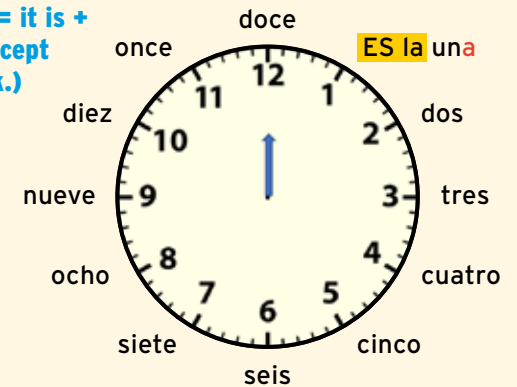 = it is +
doce
once
ES la una
diez
dos
12
11
1
10
2
nueve
9
3
tres
8
4
ocho
cuatro
7
5
6
siete
cinco
seis